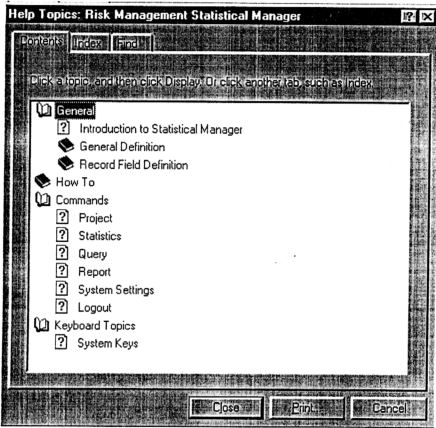 Help Topics: Risk Management Statistical Manager
Contents Index Find
Click a topic, and then click Display. Or click another tab, such as Index.
General
Introduction to Statistical Manager
General Definition
Record Field Definition
How To
Commands
Project
Statistics
Query
Report
System Settings
Logout
Keyboard Topics
System Keys
Close Print... Cancel